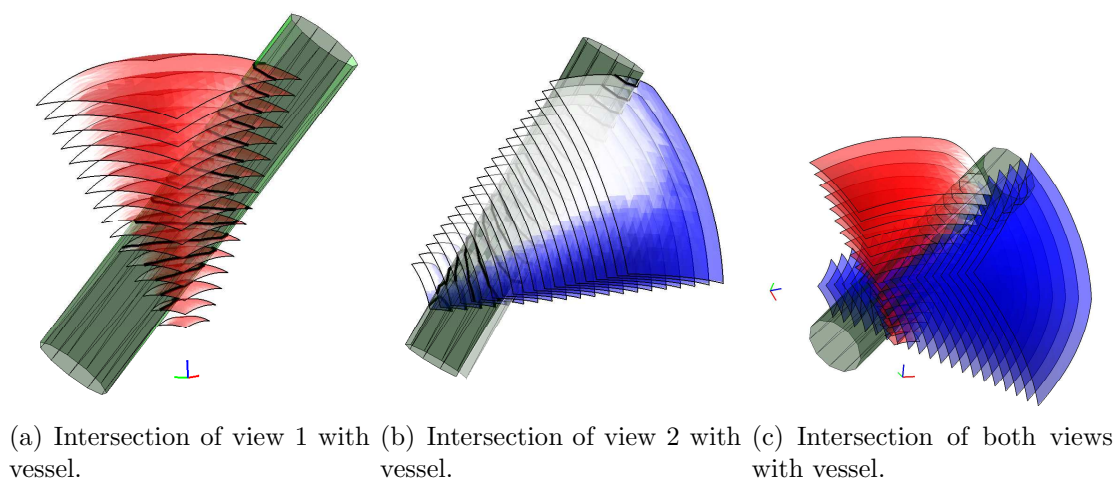 (a) Intersection of view 1 with vessel.
(b) Intersection of view 2 with vessel.
(c) Intersection of both views with vessel.